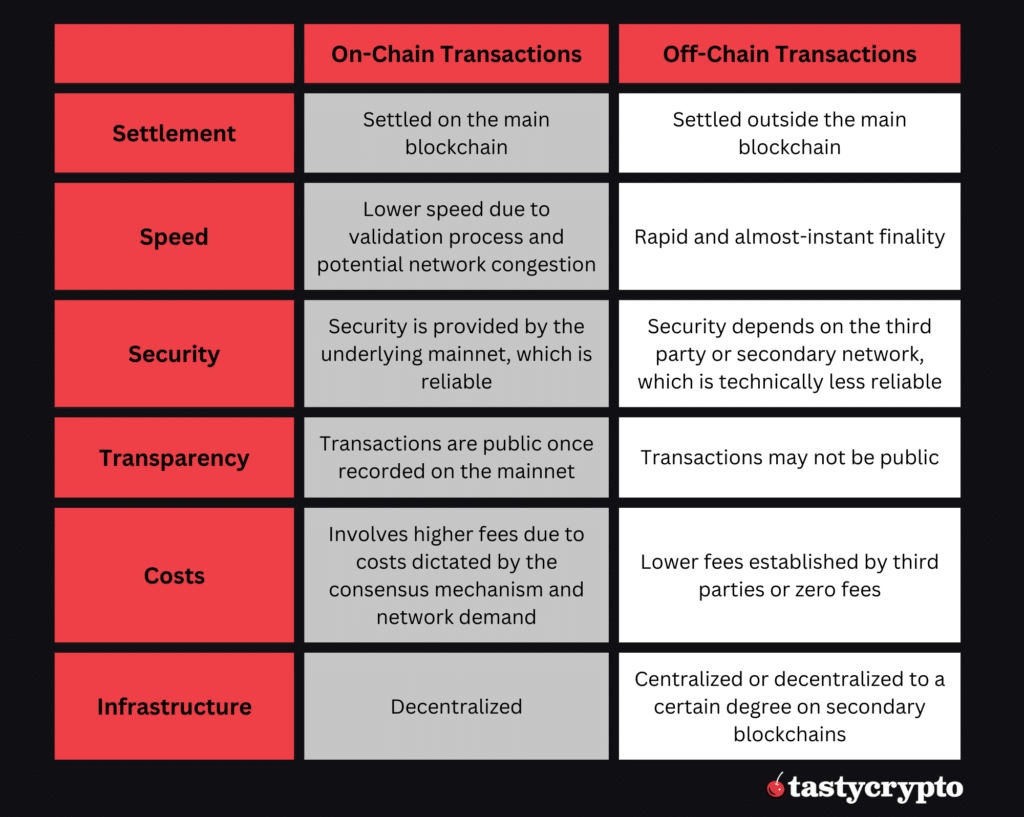 On-Chain Transactions
Off-Chain Transactions
Settlement
Settled on the main
blockchain
Settled outside the main
blockchain
Speed
Lower speed due to
validation process and
potential network congestion
Rapid and almost-instant finality
Security
Security is provided by the
underlying mainnet, which is
reliable
Security depends on the third
party or secondary network,
which is technically less reliable
Transparency
Transactions are public once
recorded on the mainnet
Transactions may not be public
Costs
Involves higher fees due to
costs dictated by the
consensus mechanism and
network demand
Lower fees established by third
parties or zero fees
Infrastructure
Decentralized
Centralized or decentralized to a
certain degree on secondary
blockchains
tastycrypto